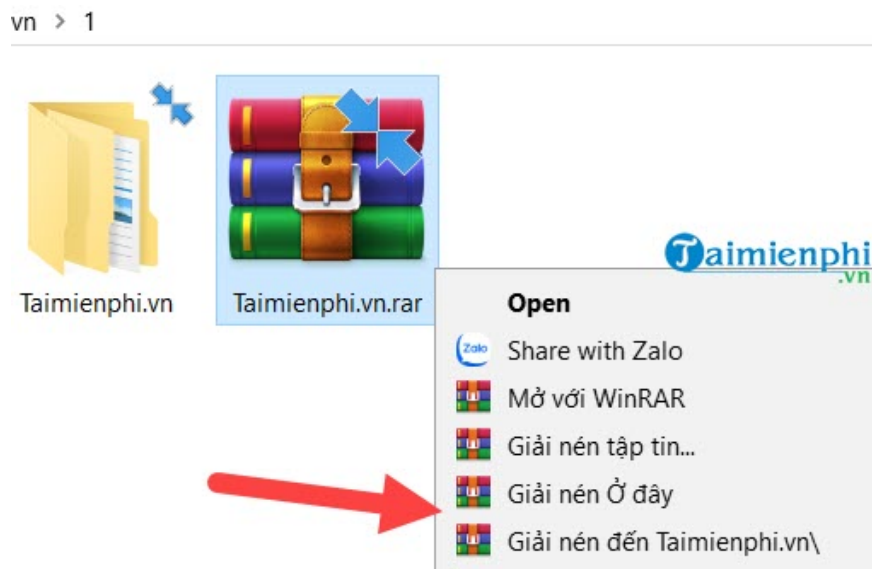 vn > 1
Taimienphi.vn
Taimienphi.vn.rar
Taimienphi
.vn
Open
Zalo Share with Zalo
Mở với WinRAR
Giải nén tập tin...
Giải nén Ở đây
Giải nén đến Taimienphi.vn\